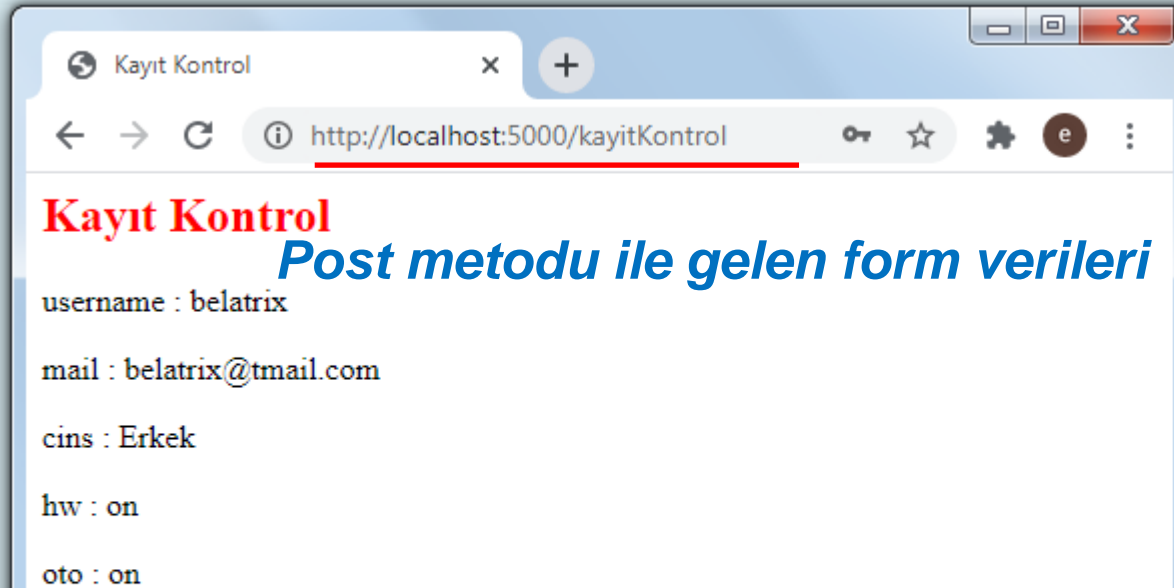 Kayıt Kontrol
http://localhost:5000/kayitKontrol
e
Kayıt Kontrol
Post metodu ile gelen form verileri
username : belatrix
mail : belatrix@tmail.com
cins : Erkek
hw : on
oto : on